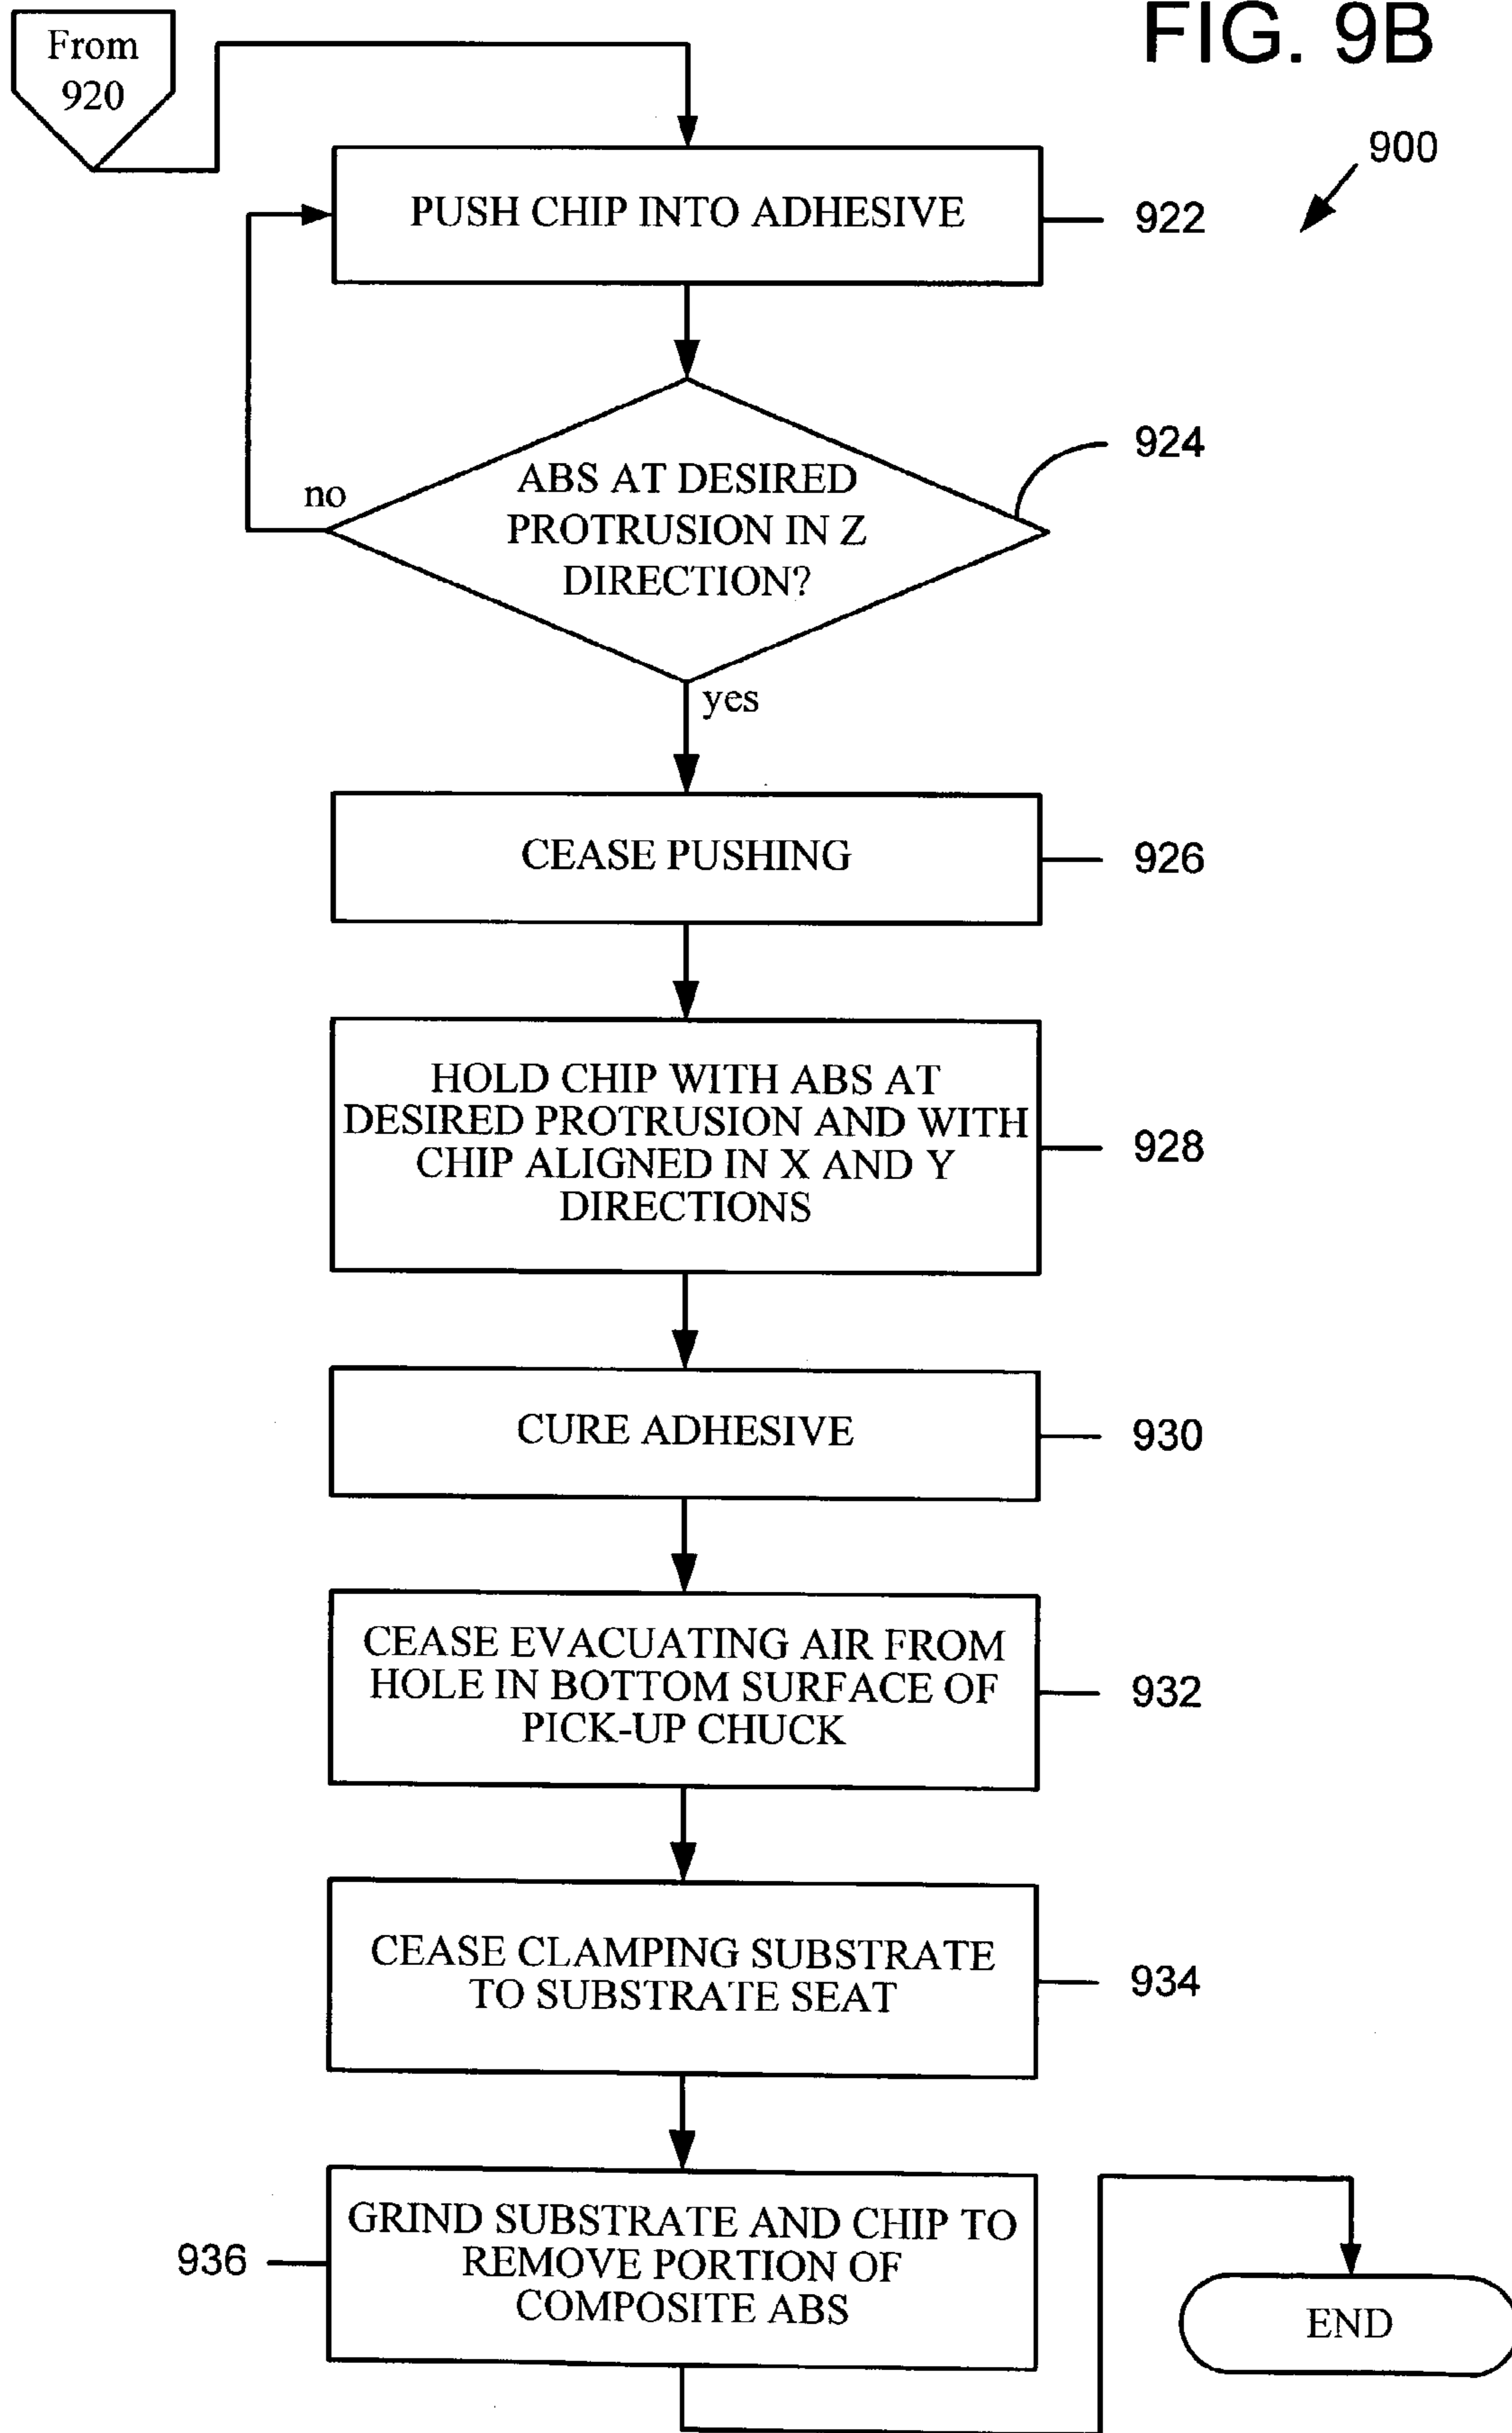 FIG. 9B
From
920
900
PUSH CHIP INTO ADHESIVE
922
924
ABS AT DESIRED
PROTRUSION IN Z
DIRECTION?
no
yes
CEASE PUSHING
926
HOLD CHIP WITH ABS AT
DESIRED PROTRUSION AND WITH
CHIP ALIGNED IN X AND Y
DIRECTIONS
928
CURE ADHESIVE
930
CEASE EVACUATING AIR FROM
HOLE IN BOTTOM SURFACE OF
PICK-UP CHUCK
932
CEASE CLAMPING SUBSTRATE
TO SUBSTRATE SEAT
934
GRIND SUBSTRATE AND CHIP TO
REMOVE PORTION OF
COMPOSITE ABS
936
END